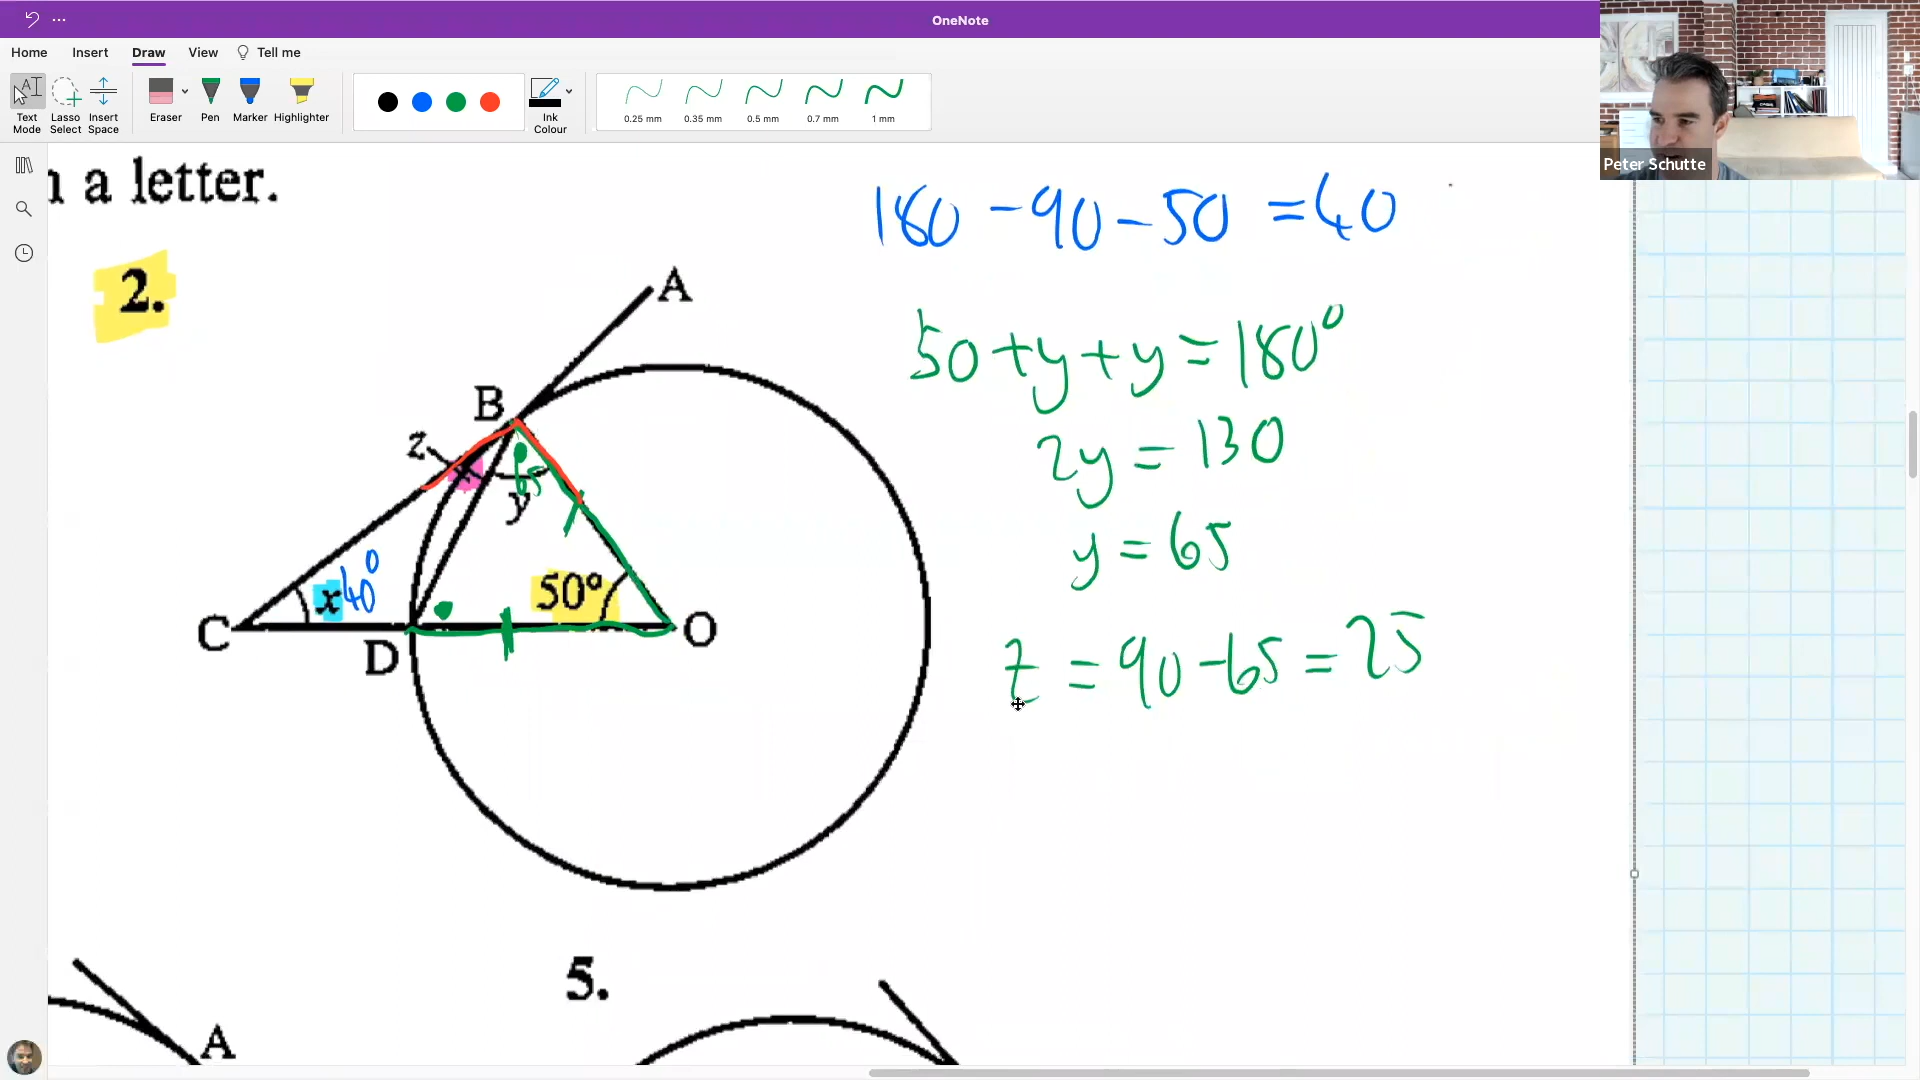 OneNote
Home Insert Draw View Tell me
Text Mode
Lasso Select
Insert Space
Eraser
Pen
Marker
Highlighter
Ink Colour
0.25 mm
0.35 mm
0.5 mm
0.7 mm
1 mm
Peter Schutte
a letter.
180 - 90 - 50 = 40
2.
A
50 + y + y = 180°
B
z
65
y
2y = 130
y = 65
x 40°
50°
C
D
O
z = 90 - 65 = 25
5.
A